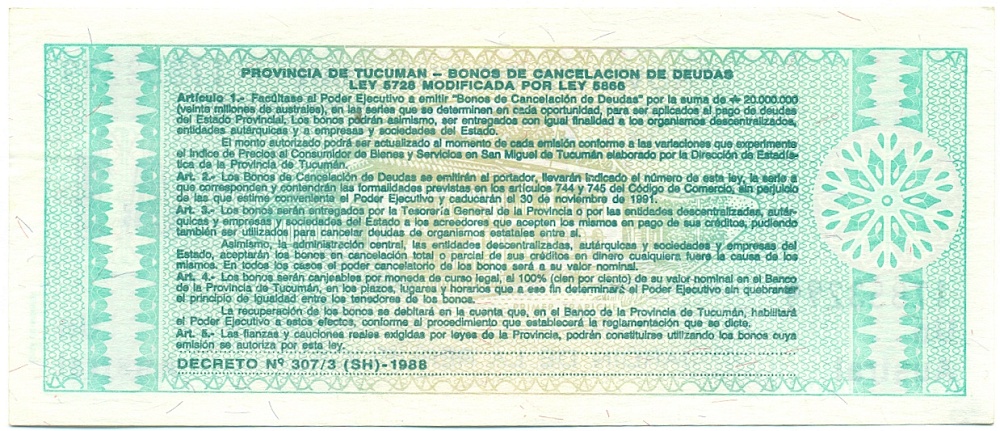 PROVINCIA DE TUCUMAN – BONOS DE CANCELACION DE DEUDAS
LEY 5728 MODIFICADA POR LEY 5866
Artículo 1.- Facúltase al Poder Ejecutivo a emitir "Bonos de Cancelación de Deudas" por la suma de ₳ 20.000.000
(veinte millones de australes), en las series que se determinen en cada oportunidad, para ser aplicados al pago de deudas
del Estado Provincial. Los bonos podrán asimismo, ser entregados con igual finalidad a los organismos descentralizados,
entidades autárquicas y a empresas y sociedades del Estado.
El monto autorizado podrá ser actualizado al momento de cada emisión conforme a las variaciones que experimente
el Indice de Precios al Consumidor de Bienes y Servicios en San Miguel de Tucumán elaborado por la Dirección de Estadís-
tica de la Provincia de Tucumán.
Art. 2.- Los Bonos de Cancelación de Deudas se emitirán al portador, llevarán indicado el número de esta ley, la serie a
que corresponden y contendrán las formalidades previstas en los artículos 744 y 745 del Código de Comercio, sin perjuicio
de las que estime conveniente el Poder Ejecutivo y caducarán el 30 de noviembre de 1991.
Art. 3.- Los bonos serán entregados por la Tesorería General de la Provincia o por las entidades descentralizadas, autár-
quicas y empresas y sociedades del Estado a los acreedores que acepten los mismos en pago de sus créditos, pudiendo
también ser utilizados para cancelar deudas de organismos estatales entre sí.
Asimismo, la administración central, las entidades descentralizadas, autárquicas y sociedades y empresas del
Estado, aceptarán los bonos en cancelación total o parcial de sus créditos en dinero cualquiera fuere la causa de los
mismos. En todos los casos el poder cancelatorio de los bonos será a su valor nominal.
Art. 4.- Los bonos serán canjeables por moneda de curso legal, al 100% (cien por ciento) de su valor nominal en el Banco
de la Provincia de Tucumán, en los plazos, lugares y horarios que a ese fin determinará el Poder Ejecutivo sin quebrantar
el principio de igualdad entre los tenedores de los bonos.
La recuperación de los bonos se debitará en la cuenta que, en el Banco de la Provincia de Tucumán, habilitará
el Poder Ejecutivo a estos efectos, conforme al procedimiento que establecerá la reglamentación que se dicte.
Art. 5.- Las fianzas y cauciones reales exigidas por leyes de la Provincia, podrán constituirse utilizando los bonos cuya
emisión se autoriza por esta ley.
DECRETO Nº 307/3 (SH)-1988